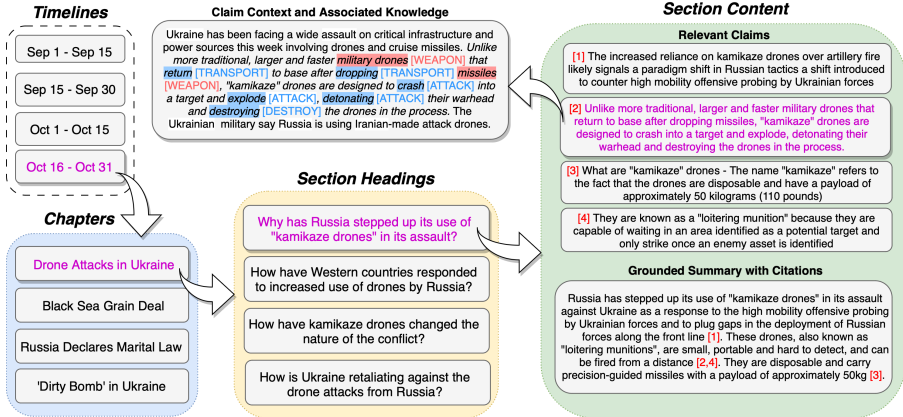 Timelines
Sep 1 - Sep 15
Sep 15 - Sep 30
Oct 1 - Oct 15
Oct 16 - Oct 31
Chapters
Drone Attacks in Ukraine
Black Sea Grain Deal
Russia Declares Marital Law
'Dirty Bomb' in Ukraine
Claim Context and Associated Knowledge
Ukraine has been facing a wide assault on critical infrastructure and
power sources this week involving drones and cruise missiles. Unlike
more traditional, larger and faster military drones [WEAPON] that
return [TRANSPORT] to base after dropping [TRANSPORT] missiles
[WEAPON], "kamikaze" drones are designed to crash [ATTACK] into
a target and explode [ATTACK], detonating [ATTACK] their warhead
and destroying [DESTROY] the drones in the process. The
Ukrainian military say Russia is using Iranian-made attack drones.
Section Headings
Why has Russia stepped up its use of
"kamikaze drones" in its assault?
How have Western countries responded
to increased use of drones by Russia?
How have kamikaze drones changed the
nature of the conflict?
How is Ukraine retaliating against the
drone attacks from Russia?
Section Content
Relevant Claims
[1] The increased reliance on kamikaze drones over artillery fire
likely signals a paradigm shift in Russian tactics a shift introduced
to counter high mobility offensive probing by Ukrainian forces
[2] Unlike more traditional, larger and faster military drones that
return to base after dropping missiles, "kamikaze" drones are
designed to crash into a target and explode, detonating their
warhead and destroying the drones in the process.
[3] What are "kamikaze" drones - The name "kamikaze" refers to
the fact that the drones are disposable and have a payload of
approximately 50 kilograms (110 pounds)
[4] They are known as a "loitering munition" because they are
capable of waiting in an area identified as a potential target and
only strike once an enemy asset is identified
Grounded Summary with Citations
Russia has stepped up its use of "kamikaze drones" in its assault
against Ukraine as a response to the high mobility offensive probing
by Ukrainian forces and to plug gaps in the deployment of Russian
forces along the front line [1]. These drones, also known as
"loitering munitions", are small, portable and hard to detect, and can
be fired from a distance [2,4]. They are disposable and carry
precision-guided missiles with a payload of approximately 50kg [3].